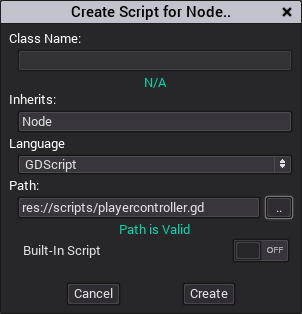 Create Script for Node..
Class Name:
N/A
Inherits:
Node
Language
GDScript
Path:
res://scripts/playercontroller.gd
..
Path is Valid
Built-In Script
OFF
Cancel
Create